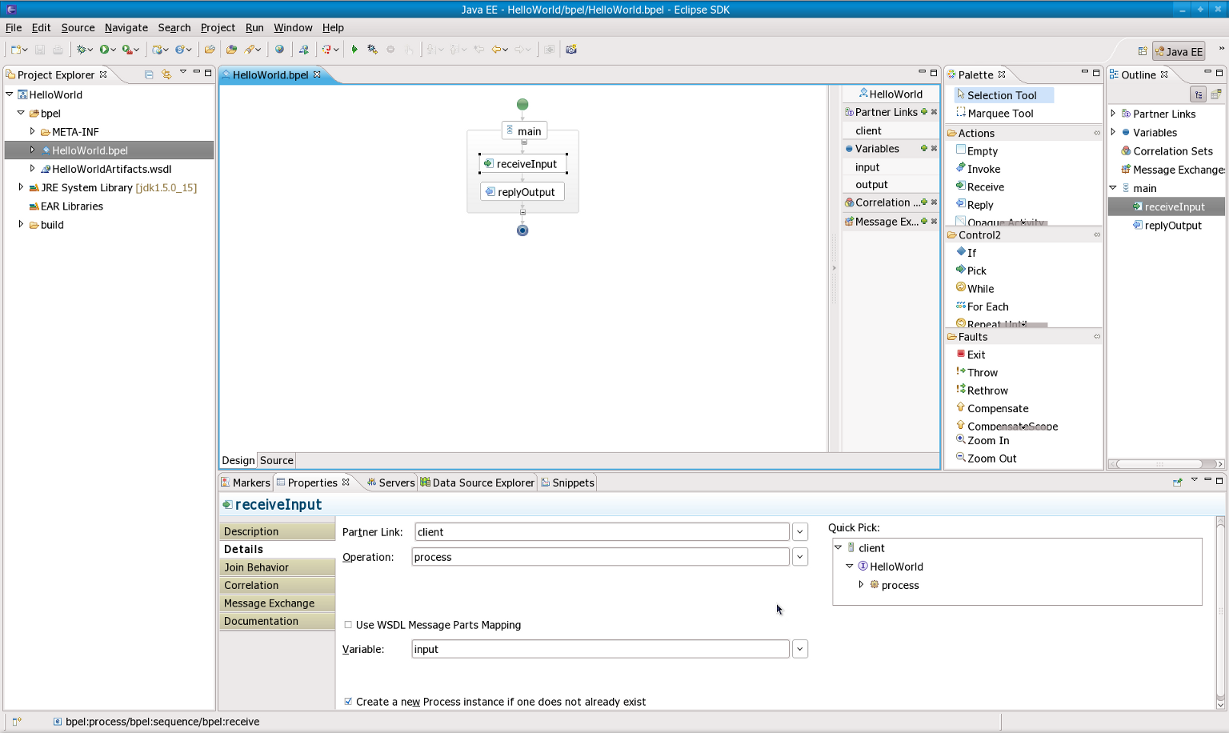 Java EE - HelloWorld/bpel/HelloWorld.bpel - Eclipse SDK
File Edit Source Navigate Search Project Run Window Help
Java EE
Project Explorer
HelloWorld
bpel
META-INF
HelloWorld.bpel
HelloWorldArtifacts.wsdl
JRE System Library [jdk1.5.0_15]
EAR Libraries
build
HelloWorld.bpel
main
receiveInput
replyOutput
HelloWorld
Partner Links
client
Variables
input
output
Correlation ...
Message Ex...
Design Source
Palette
Selection Tool
Marquee Tool
Actions
Empty
Invoke
Receive
Reply
Opaque Activity
Control2
If
Pick
While
For Each
Repeat Until
Faults
Exit
Throw
Rethrow
Compensate
CompensateScope
Zoom In
Zoom Out
Outline
Partner Links
Variables
Correlation Sets
Message Exchange
main
receiveInput
replyOutput
Markers Properties Servers Data Source Explorer Snippets
receiveInput
Description
Details
Join Behavior
Correlation
Message Exchange
Documentation
Partner Link: client
Operation: process
Use WSDL Message Parts Mapping
Variable: input
Create a new Process instance if one does not already exist
Quick Pick:
client
HelloWorld
process
bpel:process/bpel:sequence/bpel:receive